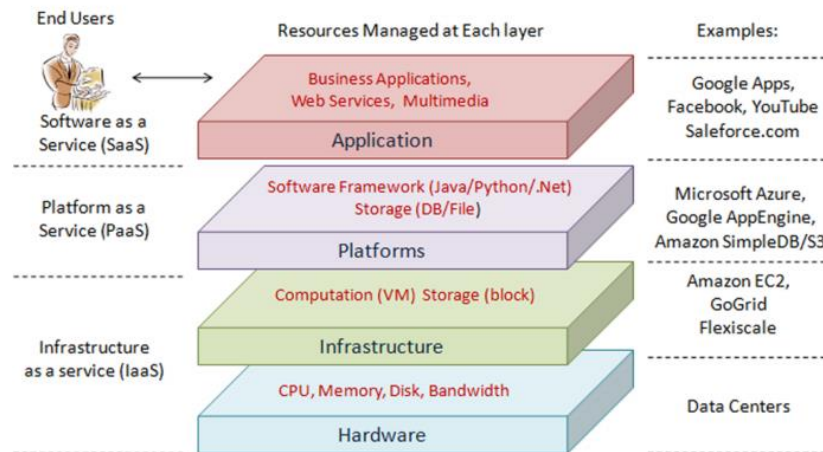 End Users
Resources Managed at Each layer
Examples:
Business Applications,
Web Services, Multimedia
Application
Software as a
Service (SaaS)
Google Apps,
Facebook, YouTube
Saleforce.com
Software Framework (Java/Python/.Net)
Storage (DB/File)
Platforms
Platform as a
Service (PaaS)
Microsoft Azure,
Google AppEngine,
Amazon SimpleDB/S3
Computation (VM) Storage (block)
Infrastructure
Amazon EC2,
GoGrid
Flexiscale
Infrastructure
as a service (IaaS)
CPU, Memory, Disk, Bandwidth
Hardware
Data Centers